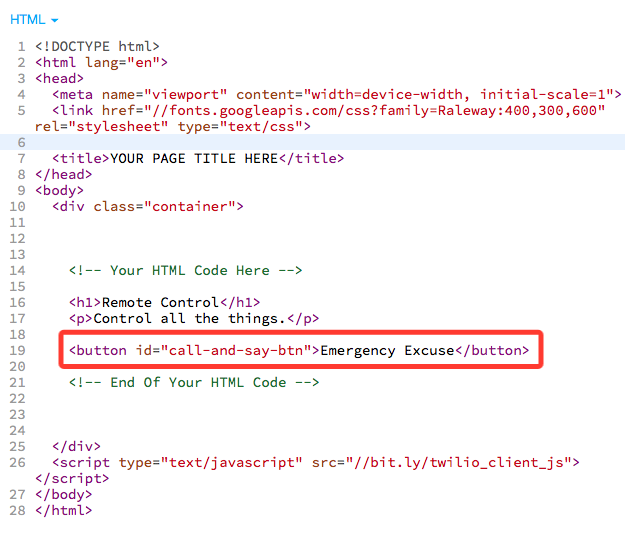 HTML
1 <!DOCTYPE html>
2 <html lang="en">
3 <head>
4 <meta name="viewport" content="width=device-width, initial-scale=1">
5 <link href="//fonts.googleapis.com/css?family=Raleway:400,300,600"
rel="stylesheet" type="text/css">
6
7 <title>YOUR PAGE TITLE HERE</title>
8 </head>
9 <body>
10 <div class="container">
11
12
13
14 <!-- Your HTML Code Here -->
15
16 <h1>Remote Control</h1>
17 <p>Control all the things.</p>
18
19 <button id="call-and-say-btn">Emergency Excuse</button>
20
21 <!-- End Of Your HTML Code -->
22
23
24
25 </div>
26 <script type="text/javascript" src="//bit.ly/twilio_client_js">
</script>
27 </body>
28 </html>